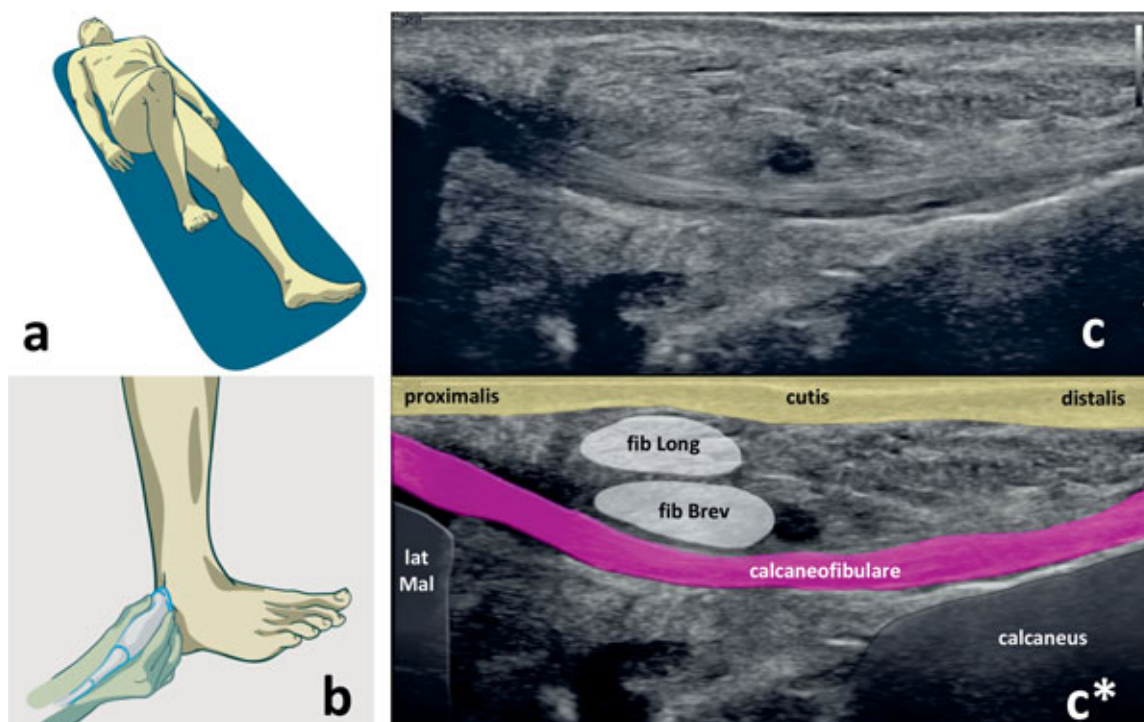 a
b
c
proximalis cutis distalis
fib Long
fib Brev
lat
Mal
calcaneofibulare
calcaneus
c*